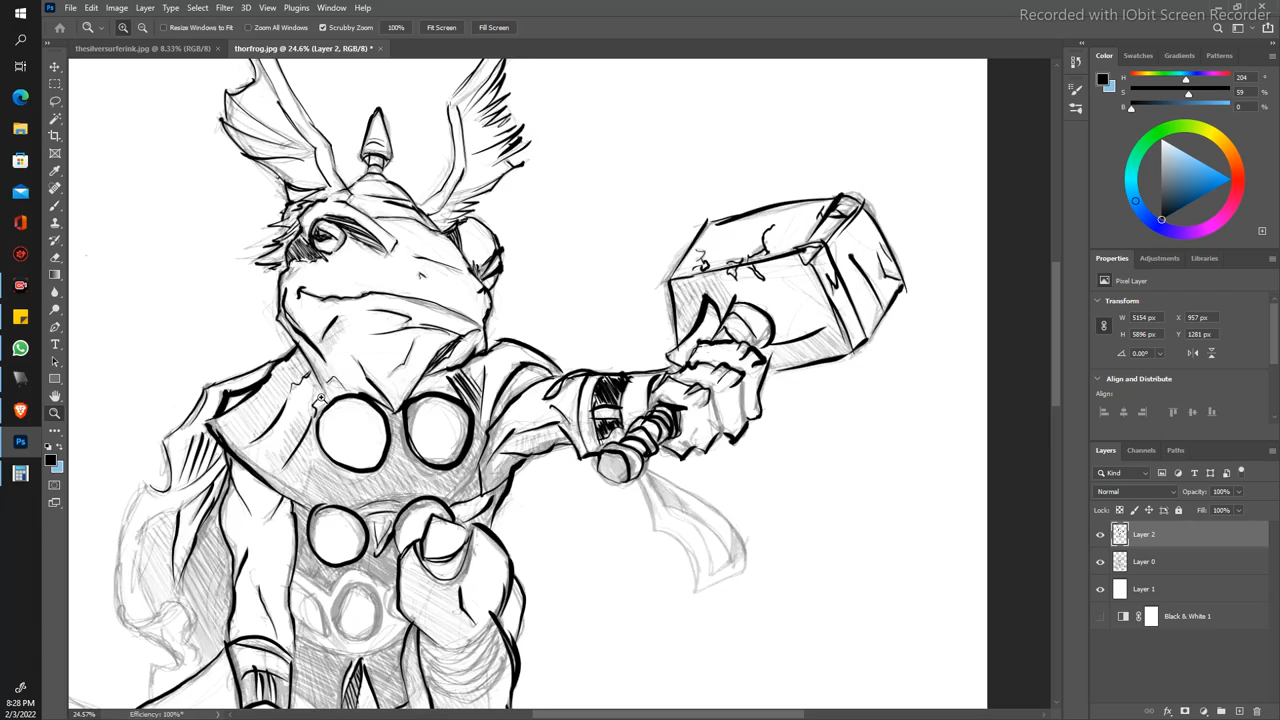 Recorded with IObit Screen Recorder
Ps File Edit Image Layer Type Select Filter 3D View Plugins Window Help
Resize Windows to Fit Zoom All Windows Scrubby Zoom 100% Fit Screen Fill Screen
thesilversurferink.jpg @ 8.33% (RGB/8) × thorfrog.jpg @ 24.6% (Layer 2, RGB/8) * ×
Color Swatches Gradients Patterns
H 204
S 59 %
B 0 %
Properties Adjustments Libraries
Pixel Layer
Transform
W 5154 px X 957 px
H 5896 px Y 1281 px
0.00°
Align and Distribute
Align:
Layers Channels Paths
Kind
Normal Opacity: 100%
Lock: Fill: 100%
Layer 2
Layer 0
Layer 1
Black & White 1
Ps
8:28 PM
2/3/2022
24.57% Efficiency: 100%*